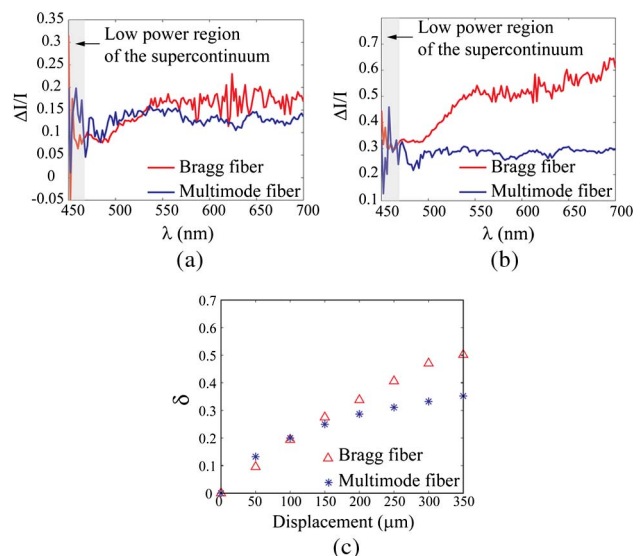 0.35
0.3
0.25
0.20
0.15
0.1
0.05
0
-0.05
ΔI/I
Low power region
of the supercontinuum
Bragg fiber
Multimode fiber
450 500 550 600 650 700
λ (nm)
(a)
0.7
0.6
0.5
0.4
0.3
0.2
0.1
ΔI/I
Low power region
of the supercontinuum
Bragg fiber
Multimode fiber
450 500 550 600 650 700
λ (nm)
(b)
0.7
0.6
0.5
0.4
0.3
0.2
0.1
0
δ
Bragg fiber
Multimode fiber
0 50 100 150 200 250 300 350
Displacement (μm)
(c)